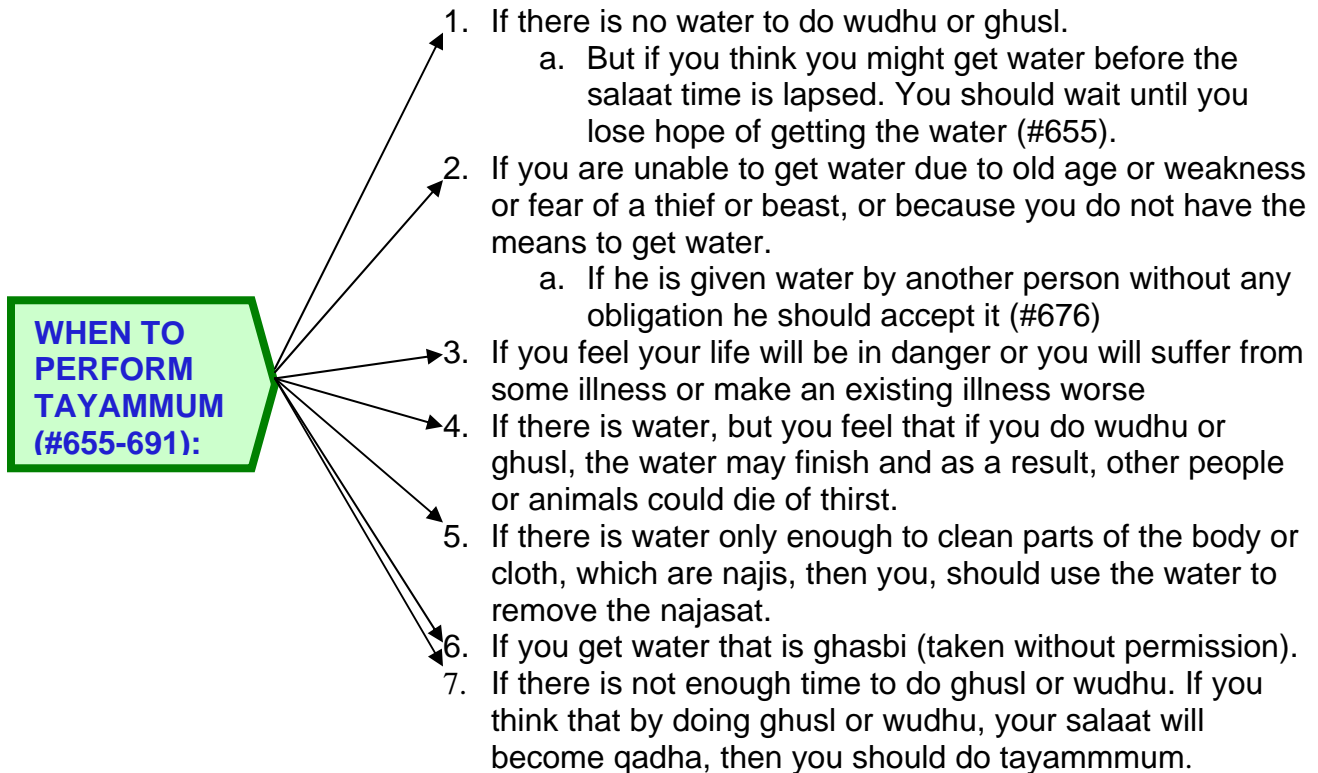 1. If there is no water to do wudhu or ghusl.
a. But if you think you might get water before the
salaat time is lapsed. You should wait until you
lose hope of getting the water (#655).
2. If you are unable to get water due to old age or weakness
or fear of a thief or beast, or because you do not have the
means to get water.
a. If he is given water by another person without any
obligation he should accept it (#676)
WHEN TO
PERFORM
TAYAMMUM
(#655-691):
3. If you feel your life will be in danger or you will suffer from
some illness or make an existing illness worse
4. If there is water, but you feel that if you do wudhu or
ghusl, the water may finish and as a result, other people
or animals could die of thirst.
5. If there is water only enough to clean parts of the body or
cloth, which are najis, then you, should use the water to
remove the najasat.
6. If you get water that is ghasbi (taken without permission).
7. If there is not enough time to do ghusl or wudhu. If you
think that by doing ghusl or wudhu, your salaat will
become qadha, then you should do tayammmum.